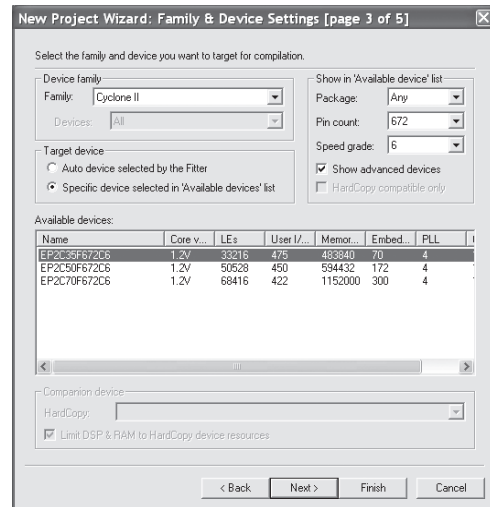 New Project Wizard: Family & Device Settings [page 3 of 5]
Select the family and device you want to target for compilation.
Device family
Family: Cyclone II
Devices: All
Target device
Auto device selected by the Fitter
Specific device selected in 'Available devices' list
Show in 'Available device' list
Package: Any
Pin count: 672
Speed grade: 6
Show advanced devices
HardCopy compatible only
Available devices:
Name Core v... LEs User I/... Memor... Embed... PLL
EP2C35F672C6 1.2V 33216 475 483840 70 4
EP2C50F672C6 1.2V 50528 450 594432 172 4
EP2C70F672C6 1.2V 68416 422 1152000 300 4
Companion device
HardCopy:
Limit DSP & RAM to HardCopy device resources
< Back Next > Finish Cancel